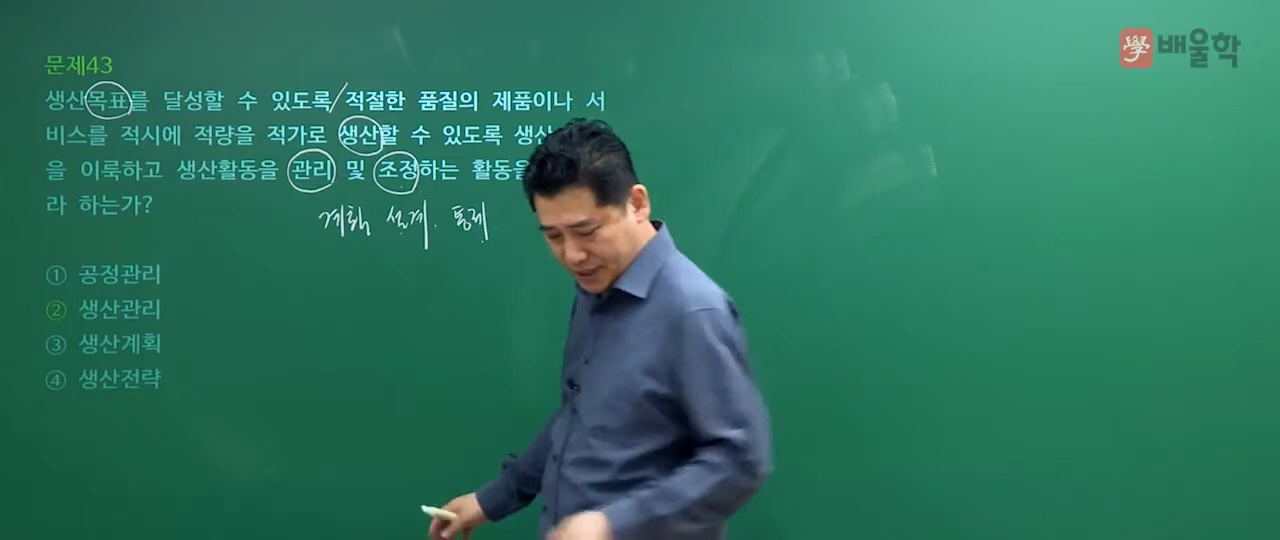 學배울학
문제43
생산목표를 달성할 수 있도록 적절한 품질의 제품이나 서
비스를 적시에 적량을 적가로 생산할 수 있도록 생산
을 이룩하고 생산활동을 관리 및 조정하는 활동을
라 하는가?
계획, 설계. 통제
① 공정관리
② 생산관리
③ 생산계획
④ 생산전략